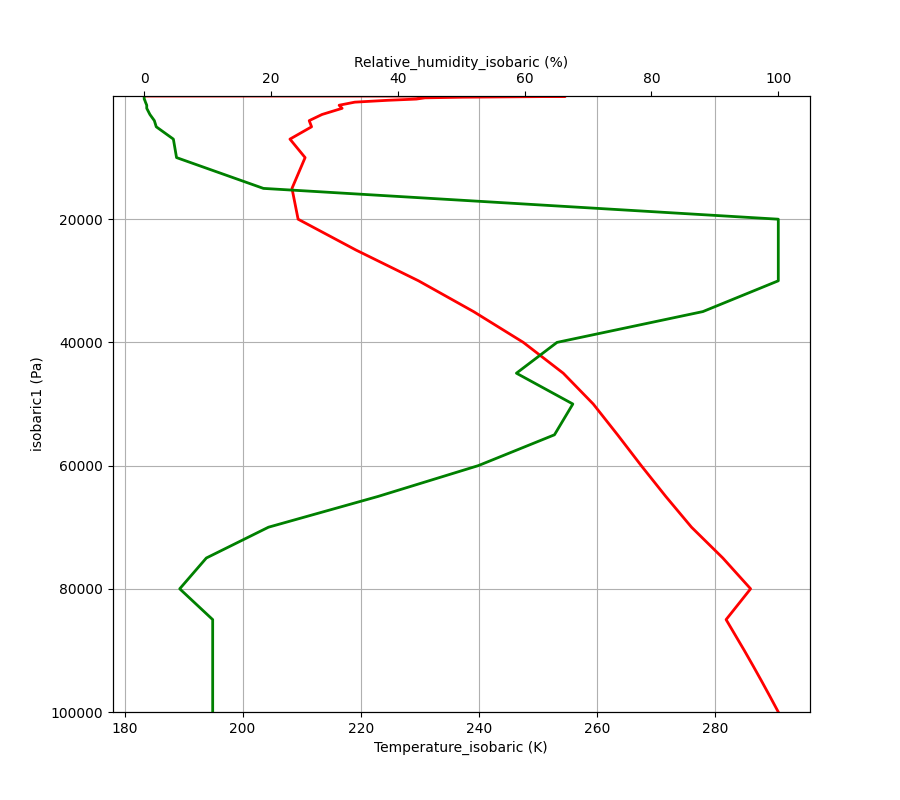 Relative_humidity_isobaric (%)
0 20 40 60 80 100
isobaric1 (Pa)
20000
40000
60000
80000
100000
180 200 220 240 260 280
Temperature_isobaric (K)